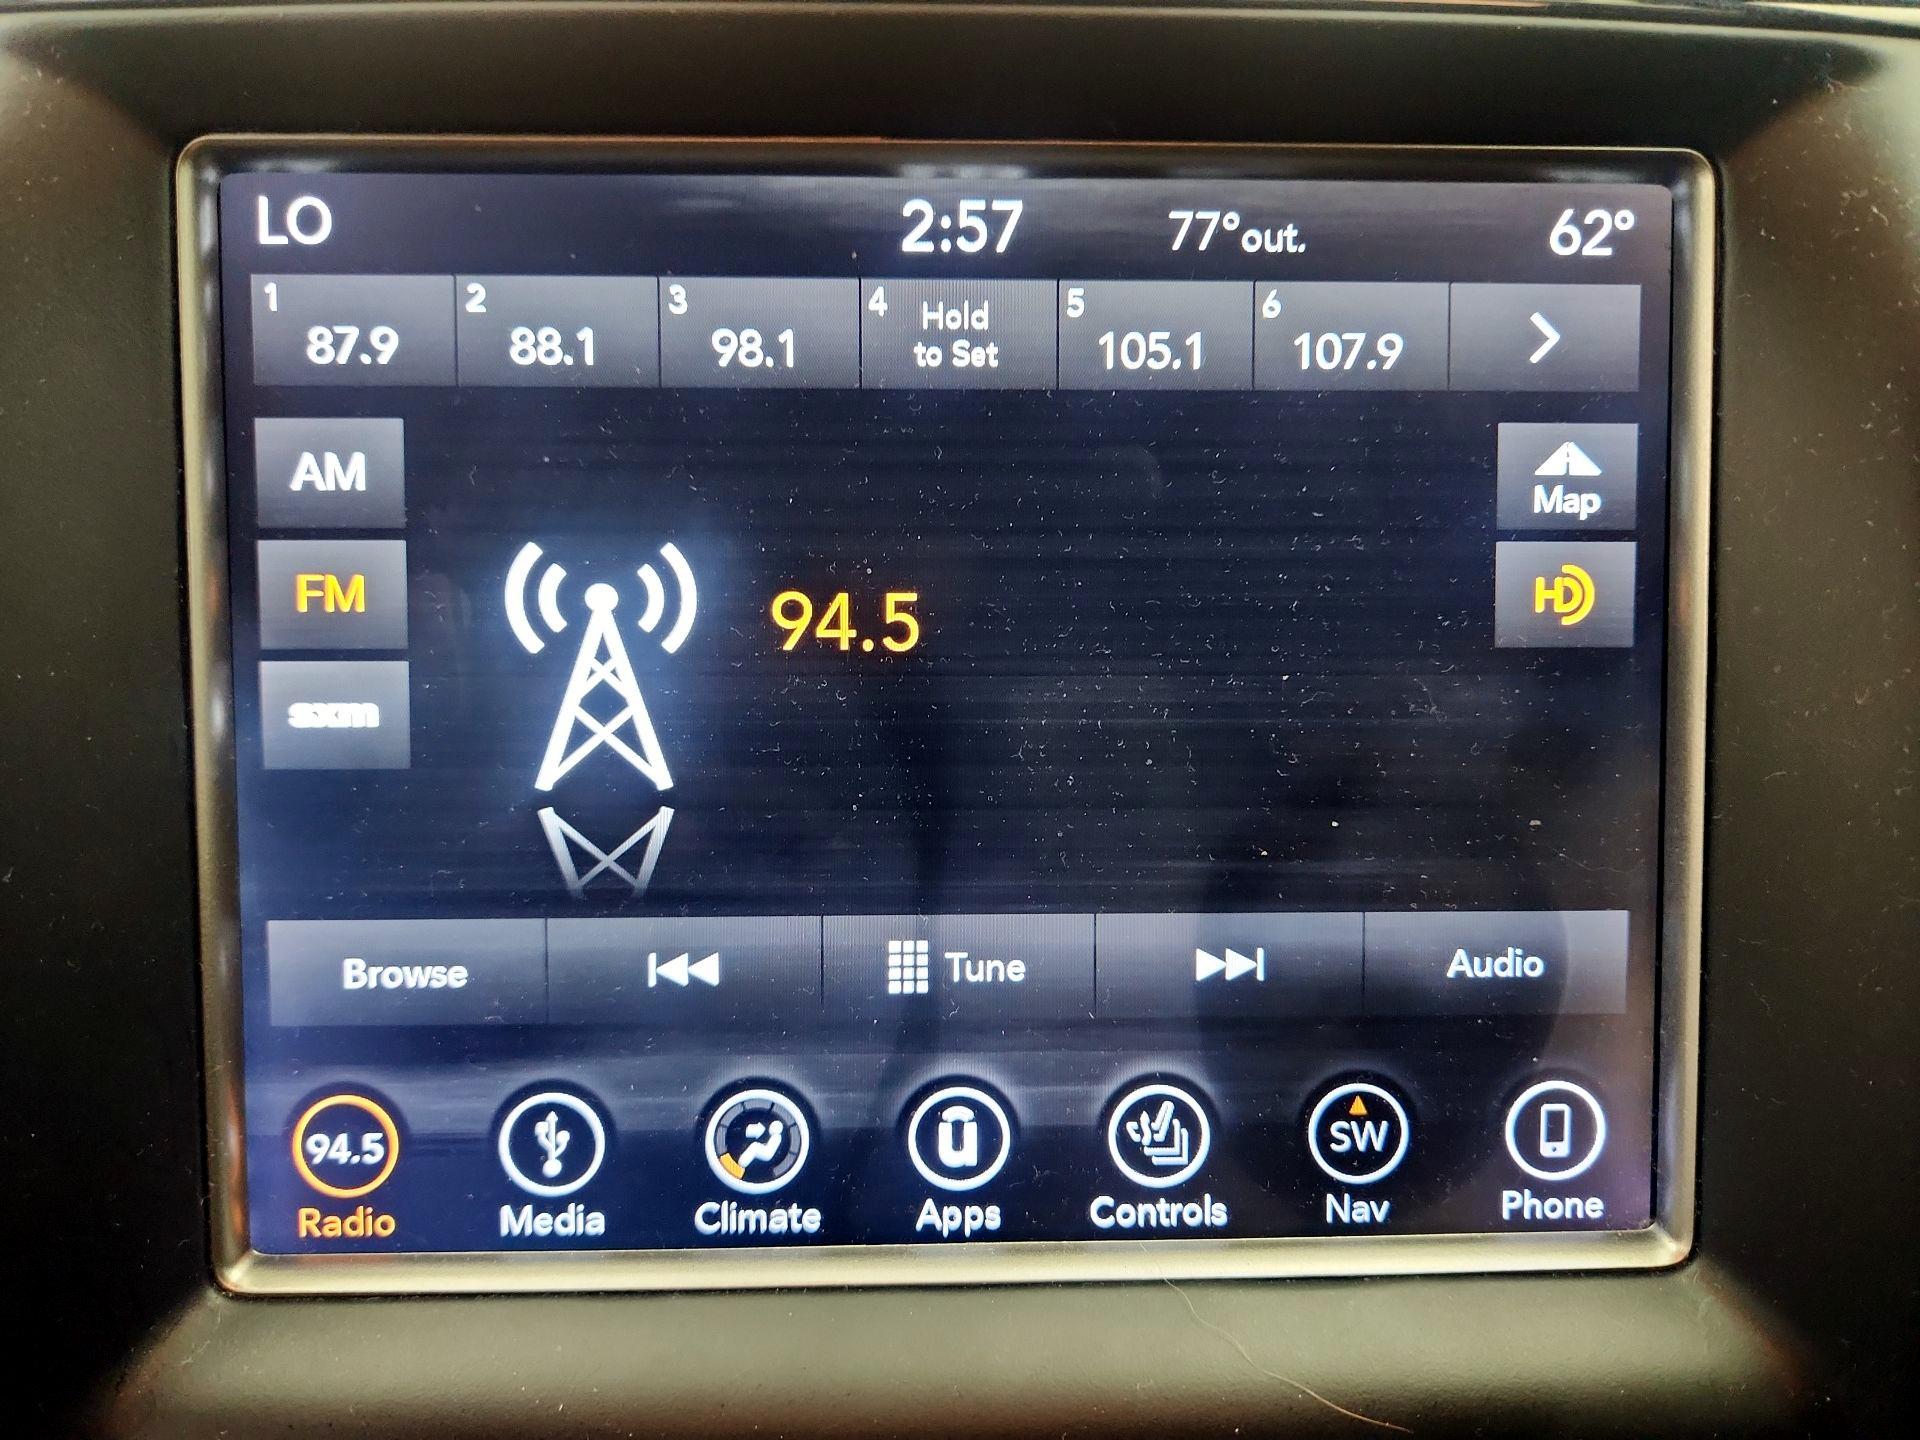 LO 2:57 77° out. 62°
1 87.9 2 88.1 3 98.1 4 Hold to Set 5 105.1 6 107.9
AM
Map
FM
94.5
HD
sxm
Browse Tune Audio
94.5 SW
Radio Media Climate Apps Controls Nav Phone